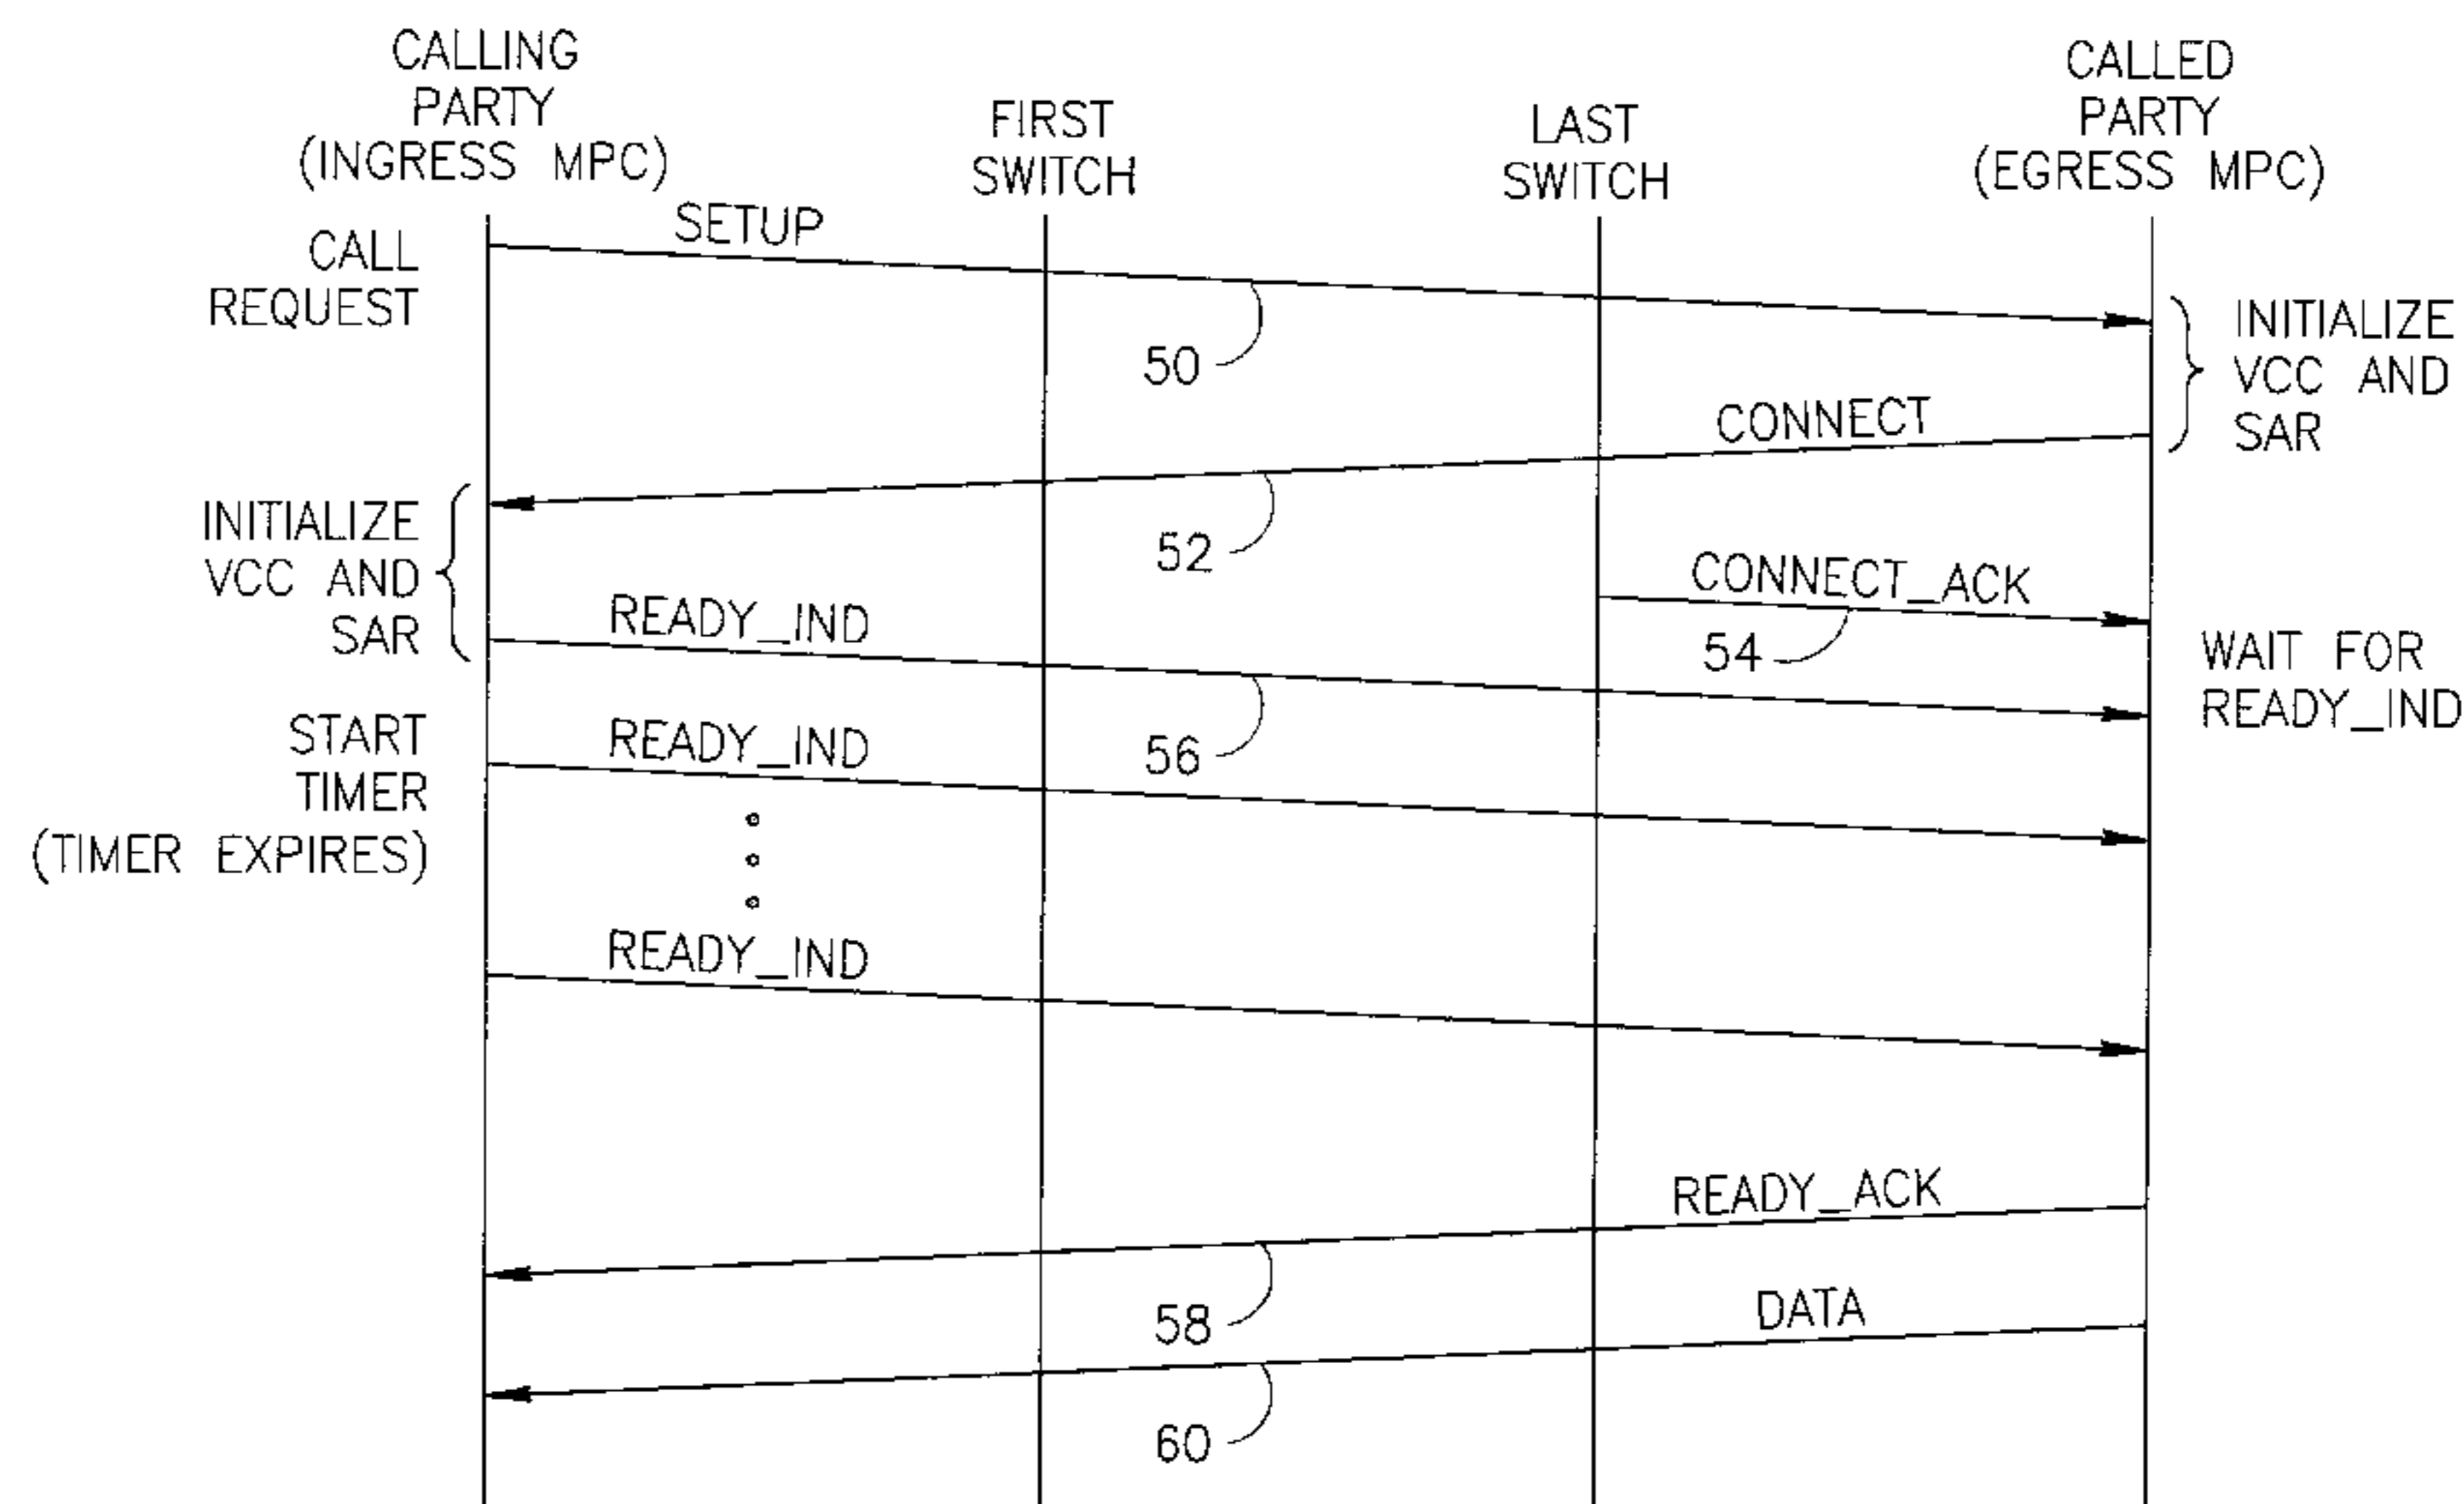 CALLING
PARTY
(INGRESS MPC)
FIRST
SWITCH
LAST
SWITCH
CALLED
PARTY
(EGRESS MPC)
CALL
REQUEST
SETUP
50
INITIALIZE
VCC AND
SAR
CONNECT
52
INITIALIZE
VCC AND
SAR
CONNECT_ACK
54
READY_IND
56
WAIT FOR
READY_IND
START
TIMER
(TIMER EXPIRES)
READY_IND
READY_IND
READY_ACK
58
DATA
60